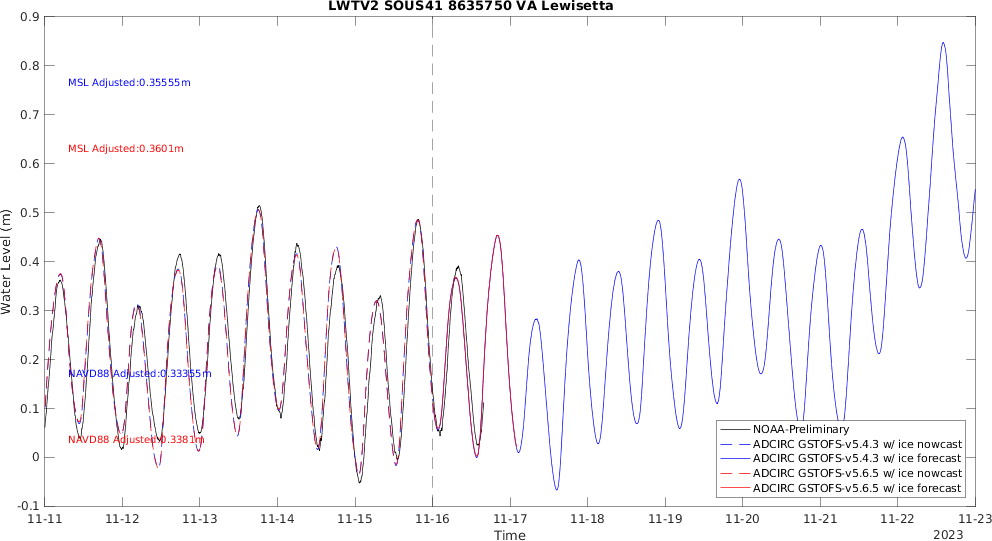 LWTV2 SOUS41 8635750 VA Lewisetta
0.9
0.8
0.7
0.6
0.5
0.4
0.3
0.2
0.1
0
-0.1
Water Level (m)
MSL Adjusted:0.35555m
MSL Adjusted:0.3601m
NAVD88 Adjusted:0.33355m
NAVD88 Adjusted:0.3381m
NOAA-Preliminary
ADCIRC GSTOFS-v5.4.3 w/ ice nowcast
ADCIRC GSTOFS-v5.4.3 w/ ice forecast
ADCIRC GSTOFS-v5.6.5 w/ ice nowcast
ADCIRC GSTOFS-v5.6.5 w/ ice forecast
11-11 11-12 11-13 11-14 11-15 11-16 11-17 11-18 11-19 11-20 11-21 11-22 11-23
Time
2023